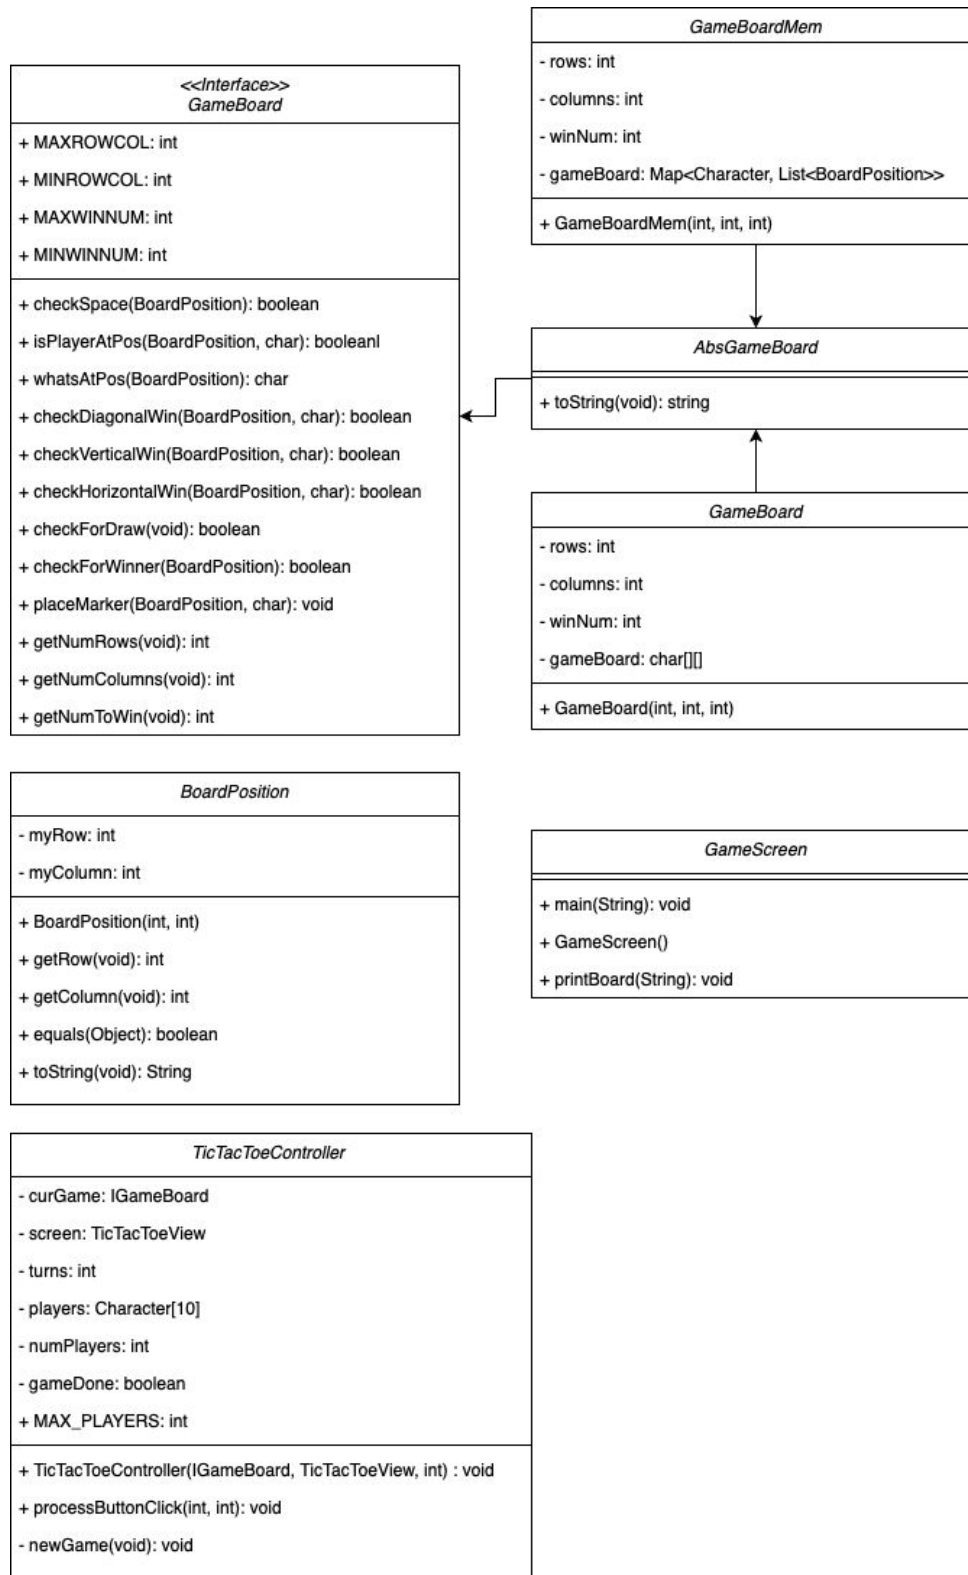 <<Interface>>
GameBoard
+ MAXROWCOL: int
+ MINROWCOL: int
+ MAXWINNUM: int
+ MINWINNUM: int
+ checkSpace(BoardPosition): boolean
+ isPlayerAtPos(BoardPosition, char): booleanl
+ whatsAtPos(BoardPosition): char
+ checkDiagonalWin(BoardPosition, char): boolean
+ checkVerticalWin(BoardPosition, char): boolean
+ checkHorizontalWin(BoardPosition, char): boolean
+ checkForDraw(void): boolean
+ checkForWinner(BoardPosition): boolean
+ placeMarker(BoardPosition, char): void
+ getNumRows(void): int
+ getNumColumns(void): int
+ getNumToWin(void): int
GameBoardMem
- rows: int
- columns: int
- winNum: int
- gameBoard: Map<Character, List<BoardPosition>>
+ GameBoardMem(int, int, int)
AbsGameBoard
+ toString(void): string
GameBoard
- rows: int
- columns: int
- winNum: int
- gameBoard: char[][]
+ GameBoard(int, int, int)
BoardPosition
- myRow: int
- myColumn: int
+ BoardPosition(int, int)
+ getRow(void): int
+ getColumn(void): int
+ equals(Object): boolean
+ toString(void): String
GameScreen
+ main(String): void
+ GameScreen()
+ printBoard(String): void
TicTacToeController
- curGame: IGameBoard
- screen: TicTacToeView
- turns: int
- players: Character[10]
- numPlayers: int
- gameDone: boolean
+ MAX_PLAYERS: int
+ TicTacToeController(IGameBoard, TicTacToeView, int) : void
+ processButtonClick(int, int): void
- newGame(void): void